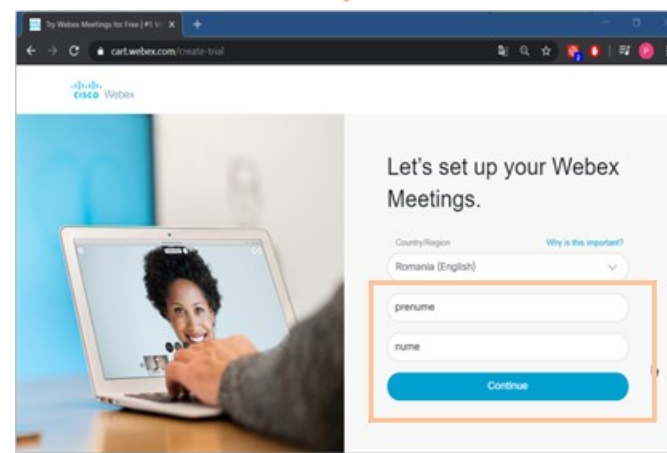 Try Webex Meetings for Free | #1 Vi
cart.webex.com/create-trial
CISCO Webex
Let's set up your Webex
Meetings.
Country/Region Why is this important?
Romania (English)
prenume
nume
Continue